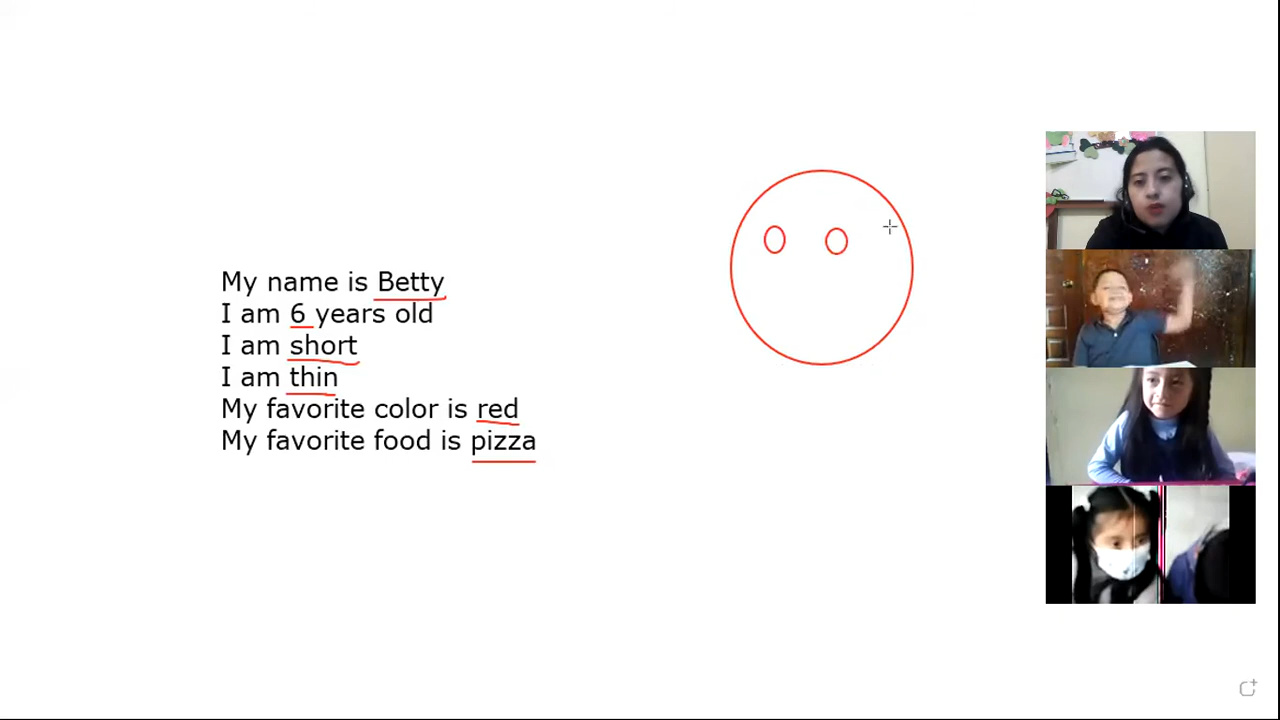 My name is Betty
I am 6 years old
I am short
I am thin
My favorite color is red
My favorite food is pizza